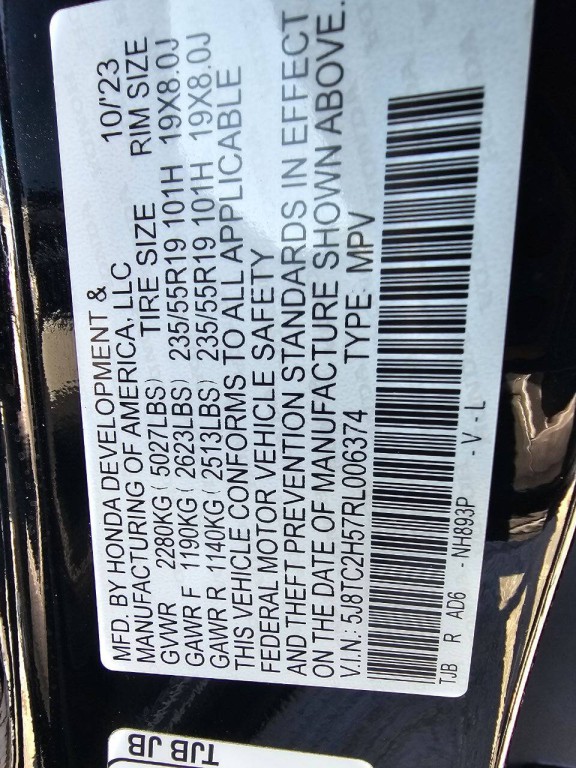 MFD. BY HONDA DEVELOPMENT & 10/'23
MANUFACTURING OF AMERICA, LLC
TIRE SIZE RIM SIZE
GVWR 2280KG ( 5027LBS)
GAWR F 1190KG ( 2623LBS) 235/55R19 101H 19X8.0J
GAWR R 1140KG ( 2513LBS) 235/55R19 101H 19X8.0J
THIS VEHICLE CONFORMS TO ALL APPLICABLE
FEDERAL MOTOR VEHICLE SAFETY
AND THEFT PREVENTION STANDARDS IN EFFECT
ON THE DATE OF MANUFACTURE SHOWN ABOVE.
V.I.N.: 5J8TC2H57RL006374 TYPE: MPV
TJB R AD6 - NH893P - V - L
TJB JB